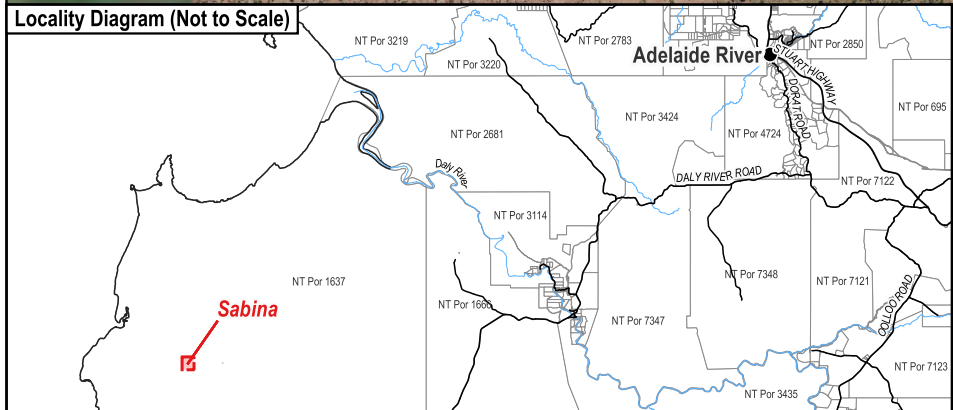 Locality Diagram (Not to Scale)
NT Por 3219
NT Por 2783
NT Por 2850
Adelaide River
STUART HIGHWAY
NT Por 3220
DORAT ROAD
NT Por 695
NT Por 3424
NT Por 2681
NT Por 4724
Daly River
DALY RIVER ROAD
NT Por 7122
NT Por 3114
NT Por 1637
NT Por 7348
NT Por 7121
NT Por 1666
OOLLOO ROAD
Sabina
NT Por 7347
NT Por 7123
NT Por 3435